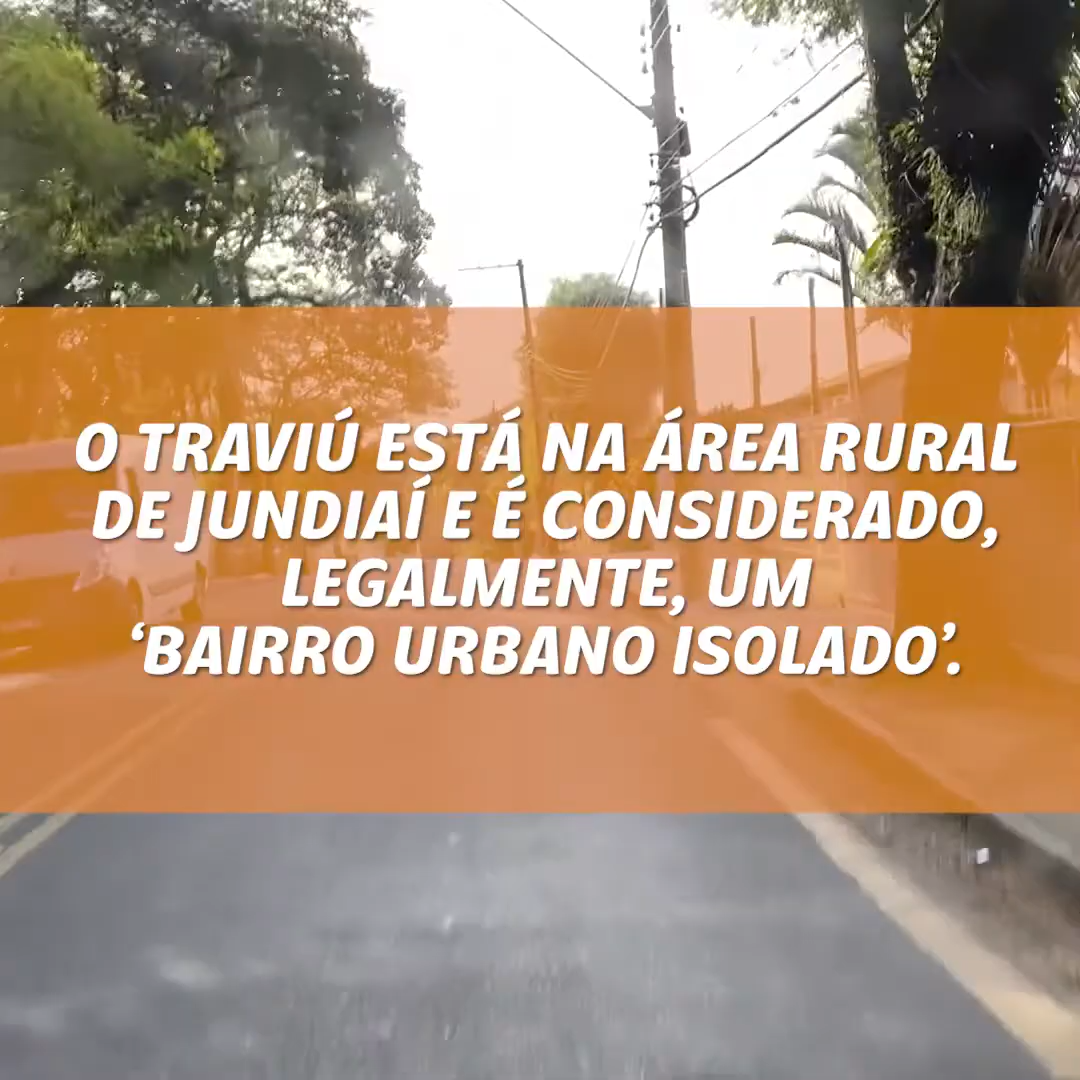 O TRAVIÚ ESTÁ NA ÁREA RURAL
DE JUNDIAÍ E É CONSIDERADO,
LEGALMENTE, UM
‘BAIRRO URBANO ISOLADO’.